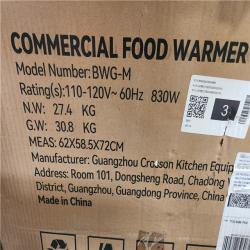 COMMERCIAL FOOD WARMER
Model Number: BWG-M
Rating(s):110-120V~ 60Hz 830W
N.W: 27.4 KG
G.W: 30.8 KG
MEAS: 62X58.5X72CM
Manufacturer: Guangzhou Crosson Kitchen Equip
Address: Room 101, Dongsheng Road, Chadong V
District, Guangzhou, Guangdong Province, China
MADE IN CHINA
3